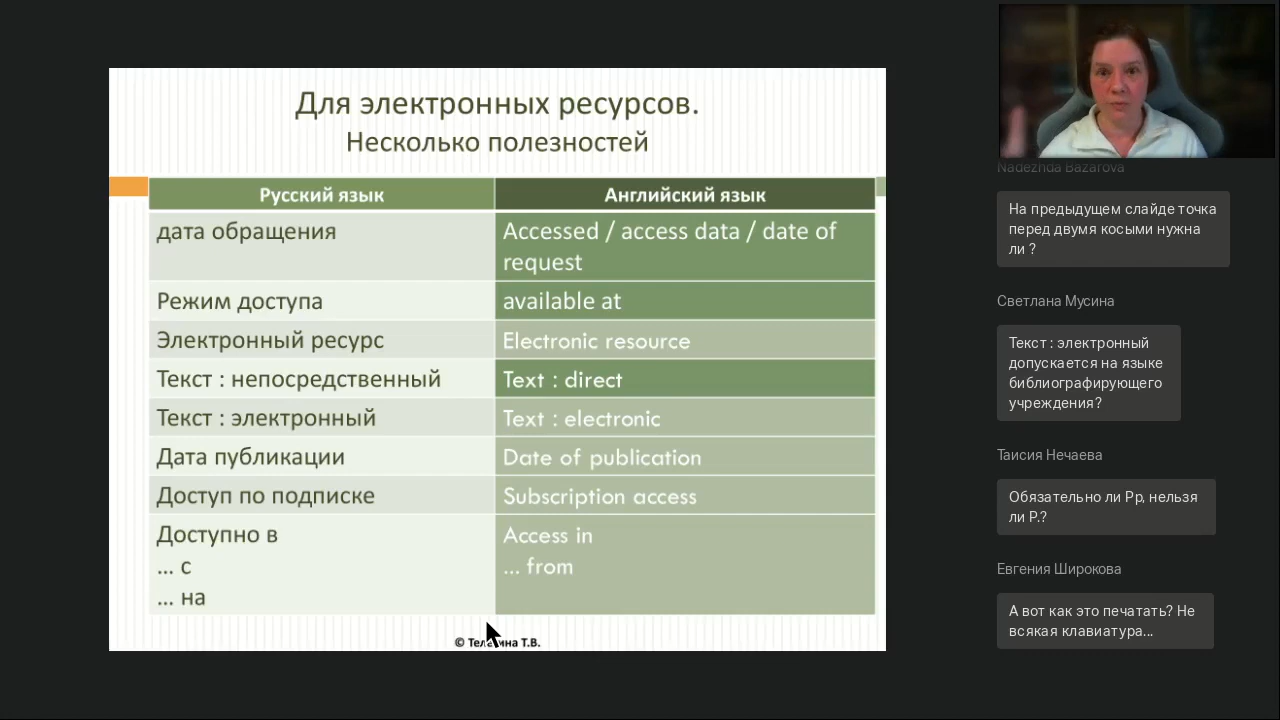 Для электронных ресурсов.
Несколько полезностей
Русский язык
Английский язык
дата обращения
Accessed / access data / date of
request
Режим доступа
available at
Электронный ресурс
Electronic resource
Текст : непосредственный
Text : direct
Текст : электронный
Text : electronic
Дата публикации
Date of publication
Доступ по подписке
Subscription access
Доступно в
... с
... на
Access in
... from
© Т.В.
Nadezhda Bazarova
На предыдущем слайде точка
перед двумя косыми нужна
ли ?
Светлана Мусина
Текст : электронный
допускается на языке
библиографирующего
учреждения?
Таисия Нечаева
Обязательно ли Pp, нельзя
ли P.?
Евгения Широкова
А вот как это печатать? Не
всякая клавиатура...